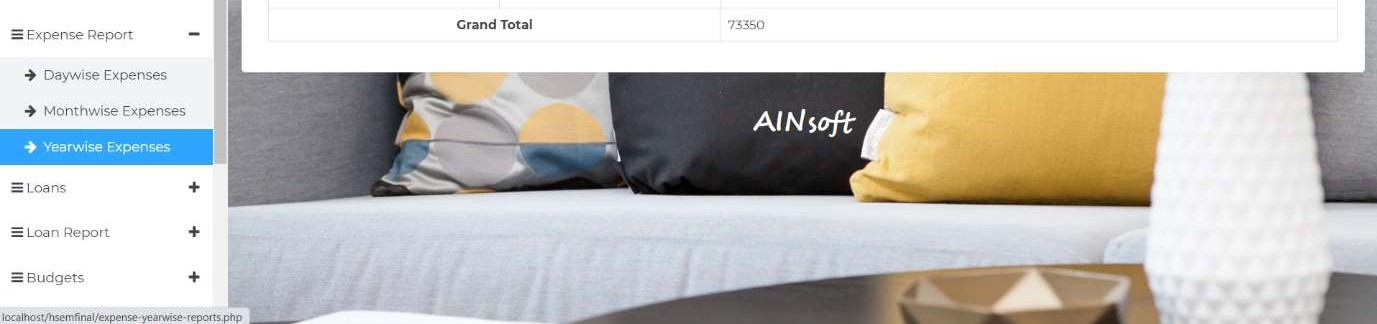 Grand Total 73350
Expense Report
Daywise Expenses
Monthwise Expenses
Yearwise Expenses
AINsoft
Loans
Loan Report
Budgets
localhost/hsemfinal/expense-yearwise-reports.php